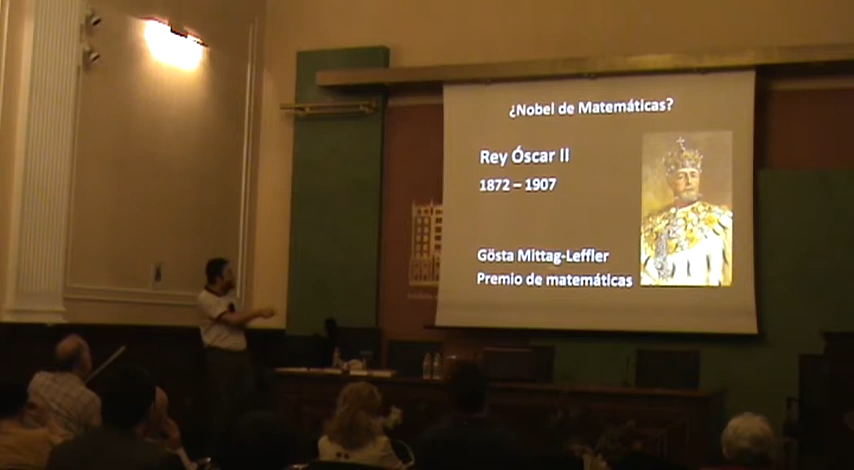 ¿Nobel de Matemáticas?
Rey Óscar II
1872 – 1907
Gösta Mittag-Leffler
Premio de matemáticas